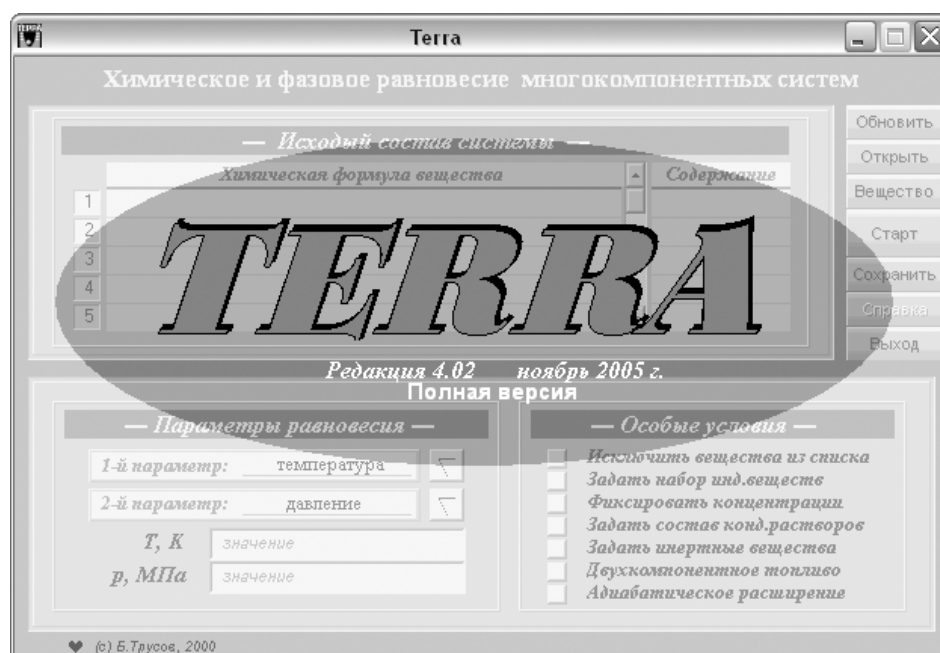 TERRA
Terra
Химическое и фазовое равновесие многокомпонентных систем
— Исходый состав системы —
Химическая формула вещества Содержание
1
2
3
4
5
TERRA
Редакция 4.02 ноябрь 2005 г.
Полная версия
Обновить
Открыть
Вещество
Старт
Сохранить
Справка
Выход
— Параметры равновесия —
1-й параметр: температура
2-й параметр: давление
T, K значение
p, МПа значение
— Особые условия —
Исключить вещества из списка
Задать набор инд.веществ
Фиксировать концентрации
Задать состав конд.растворов
Задать инертные вещества
Двухкомпонентное топливо
Адиабатическое расширение
(c) Б.Трусов, 2000